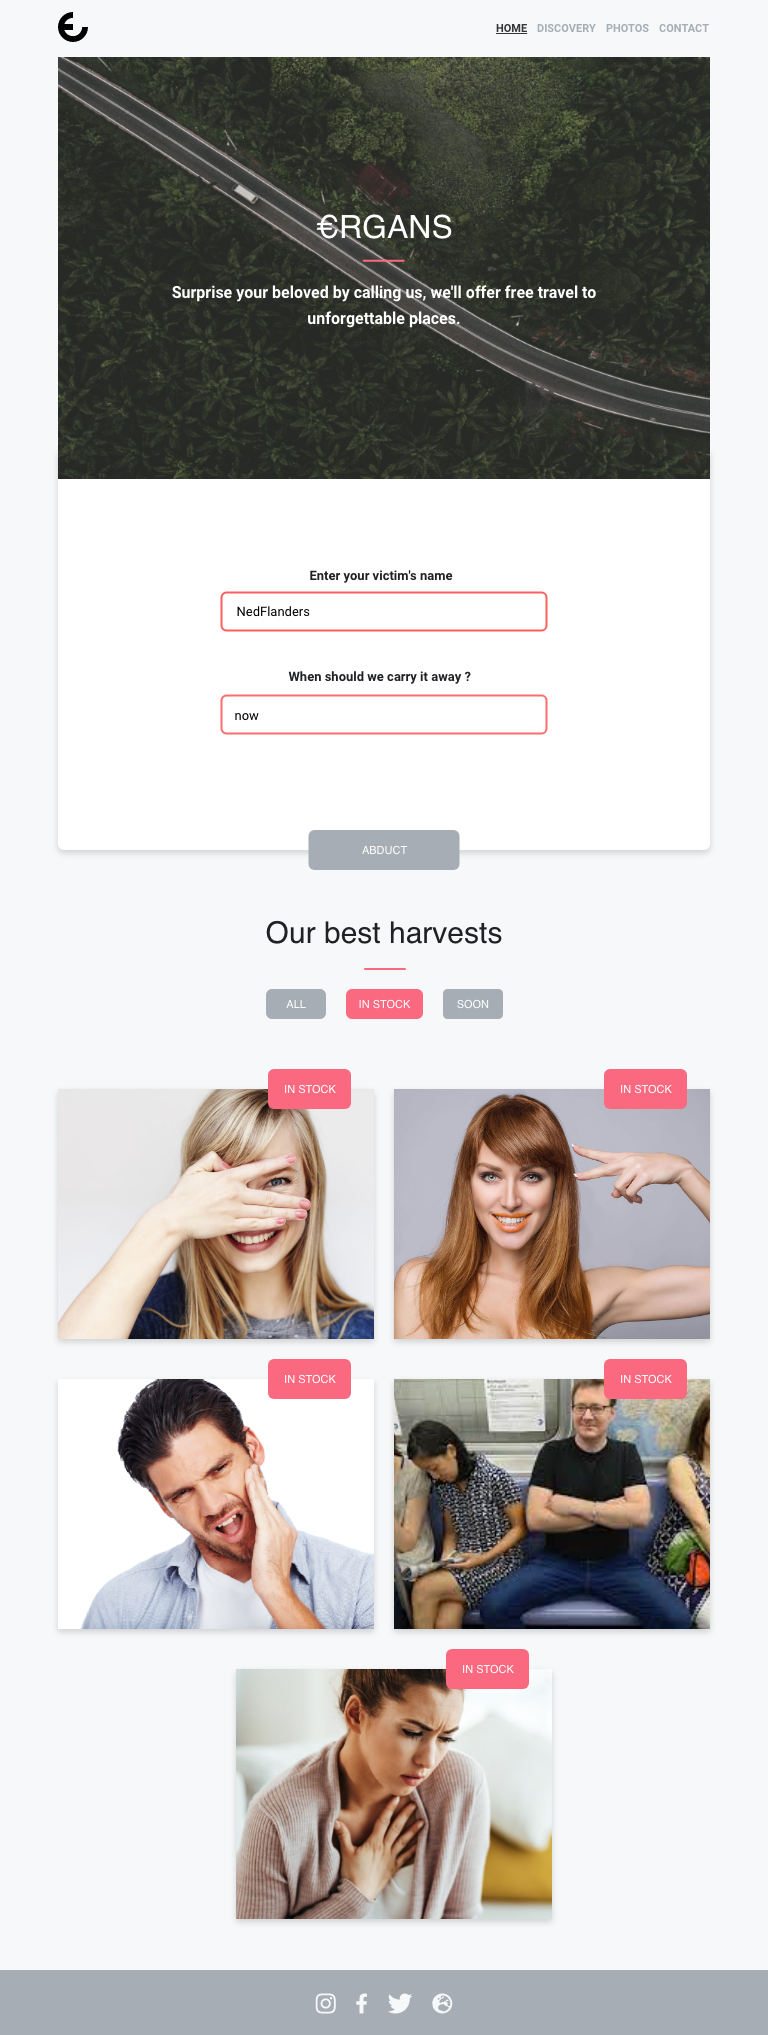 HOME DISCOVERY PHOTOS CONTACT
€RGANS
Surprise your beloved by calling us, we'll offer free travel to
unforgettable places.
Enter your victim's name
NedFlanders
When should we carry it away ?
now
ABDUCT
Our best harvests
ALL IN STOCK SOON
IN STOCK
IN STOCK
IN STOCK
IN STOCK
IN STOCK